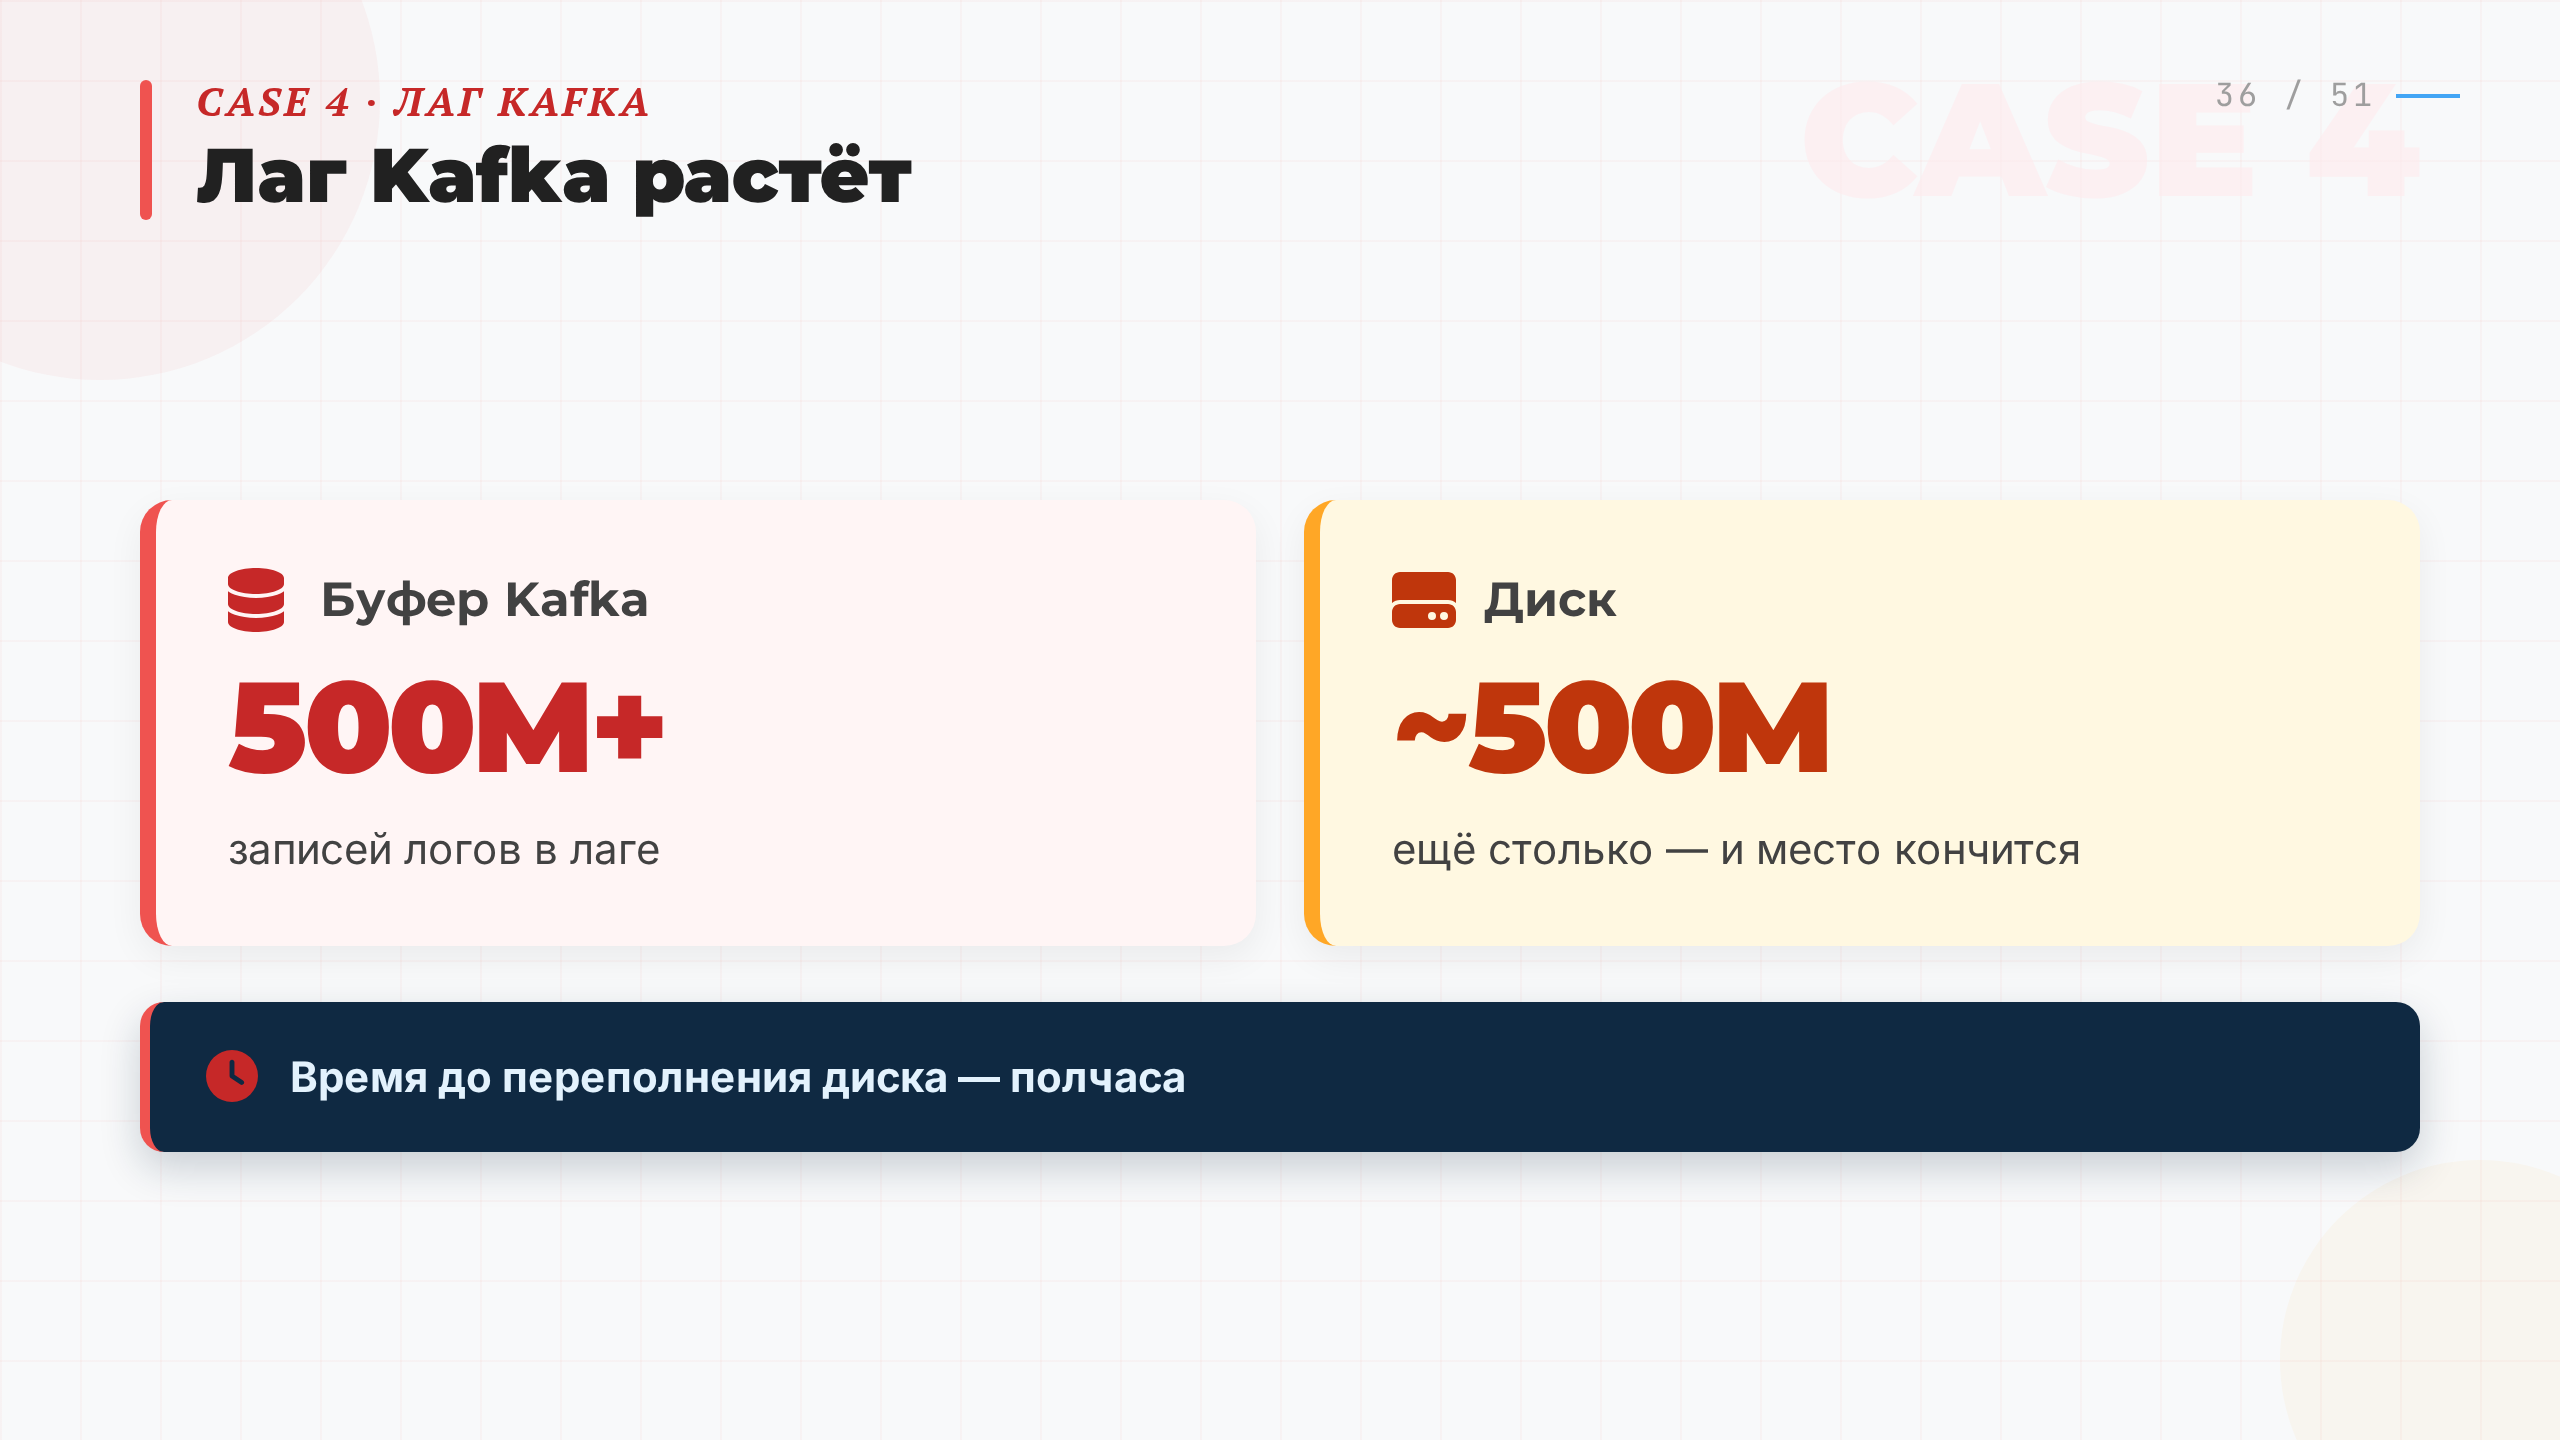 CASE 4 · ЛАГ KAFKA
Лаг Kafka растёт
CASE 4
36 / 51
Буфер Kafka
500M+
записей логов в лаге
Диск
~500M
ещё столько — и место кончится
Время до переполнения диска — полчаса